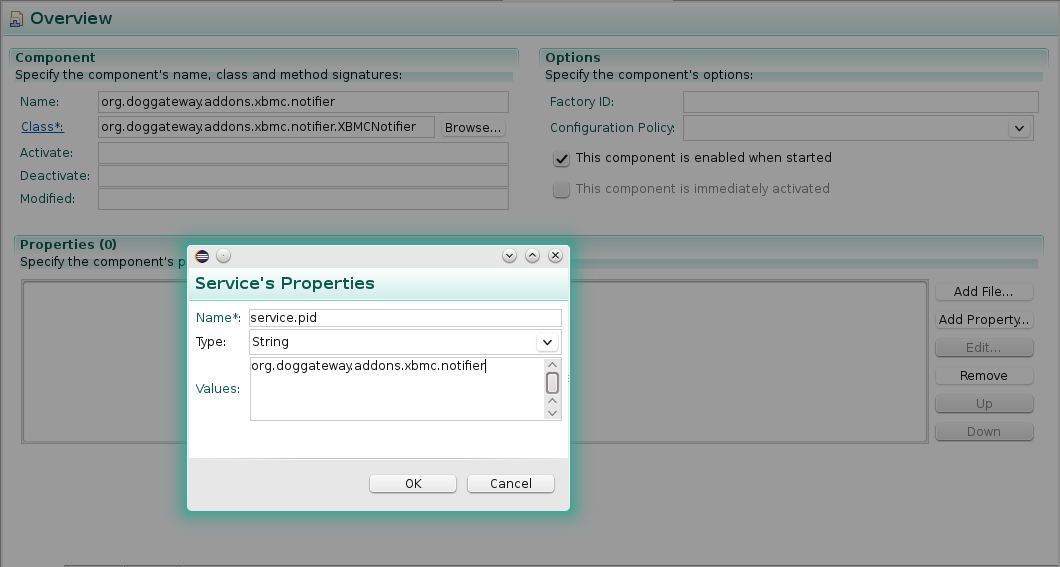 Overview
Component
Specify the component's name, class and method signatures:
Name: org.doggateway.addons.xbmc.notifier
Class*: org.doggateway.addons.xbmc.notifier.XBMCNotifier Browse...
Activate:
Deactivate:
Modified:
Options
Specify the component's options:
Factory ID:
Configuration Policy:
This component is enabled when started
This component is immediately activated
Properties (0)
Specify the component's p
Add File...
Add Property...
Edit...
Remove
Up
Down
Service's Properties
Name*: service.pid
Type: String
Values: org.doggateway.addons.xbmc.notifier
OK Cancel